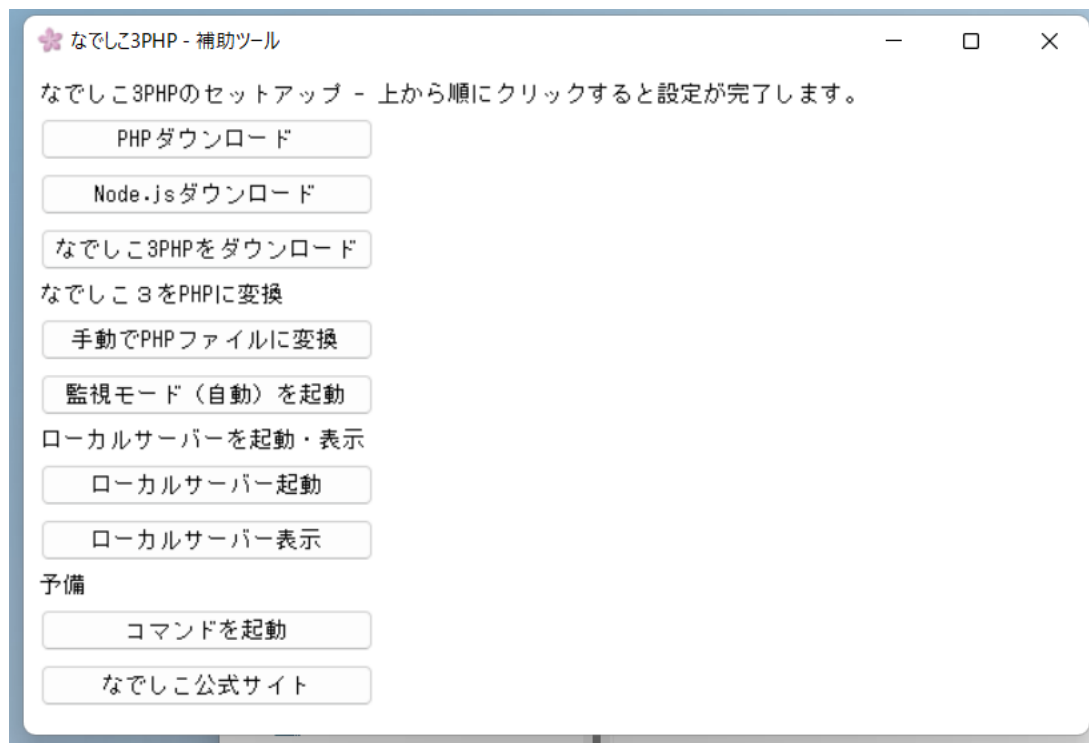 なでしこ3PHP - 補助ツール
なでしこ3PHPのセットアップ - 上から順にクリックすると設定が完了します。
PHPダウンロード
Node.jsダウンロード
なでしこ3PHPをダウンロード
なでしこ３をPHPに変換
手動でPHPファイルに変換
監視モード（自動）を起動
ローカルサーバーを起動・表示
ローカルサーバー起動
ローカルサーバー表示
予備
コマンドを起動
なでしこ公式サイト